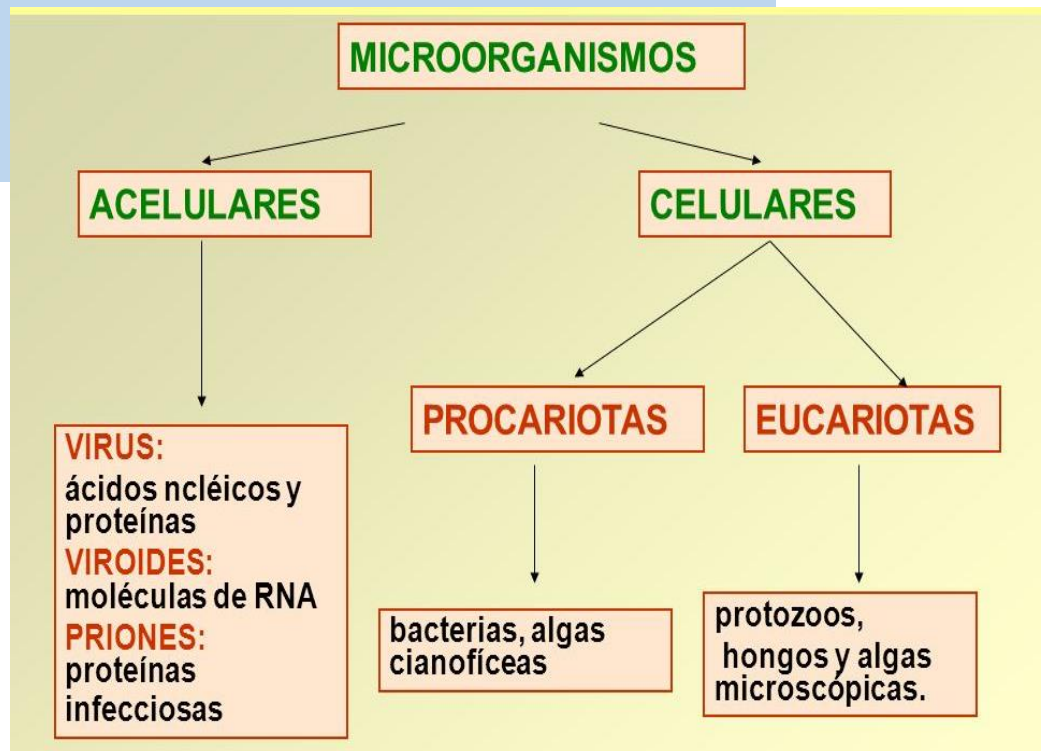 MICROORGANISMOS
ACELULARES
CELULARES
PROCARIOTAS
EUCARIOTAS
VIRUS:
ácidos ncléicos y
proteínas
VIROIDES:
moléculas de RNA
PRIONES:
proteínas
infecciosas
bacterias, algas
cianofíceas
protozoos,
hongos y algas
microscópicas.